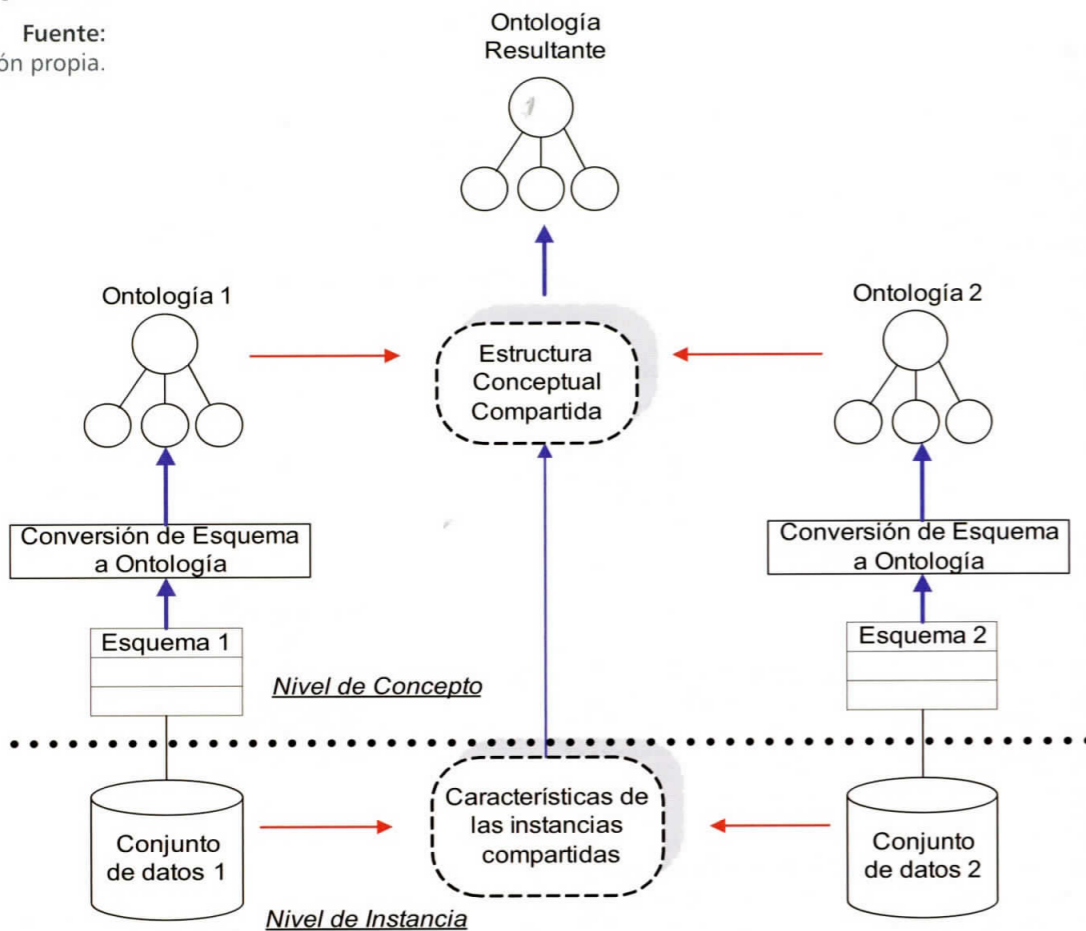 Fuente:
ón propia.
Ontología
Resultante
1
Ontología 1
Ontología 2
Estructura
Conceptual
Compartida
Conversión de Esquema
a Ontología
Conversión de Esquema
a Ontología
Esquema 1
Esquema 2
Nivel de Concepto
Características de
las instancias
compartidas
Conjunto
de datos 1
Conjunto
de datos 2
Nivel de Instancia